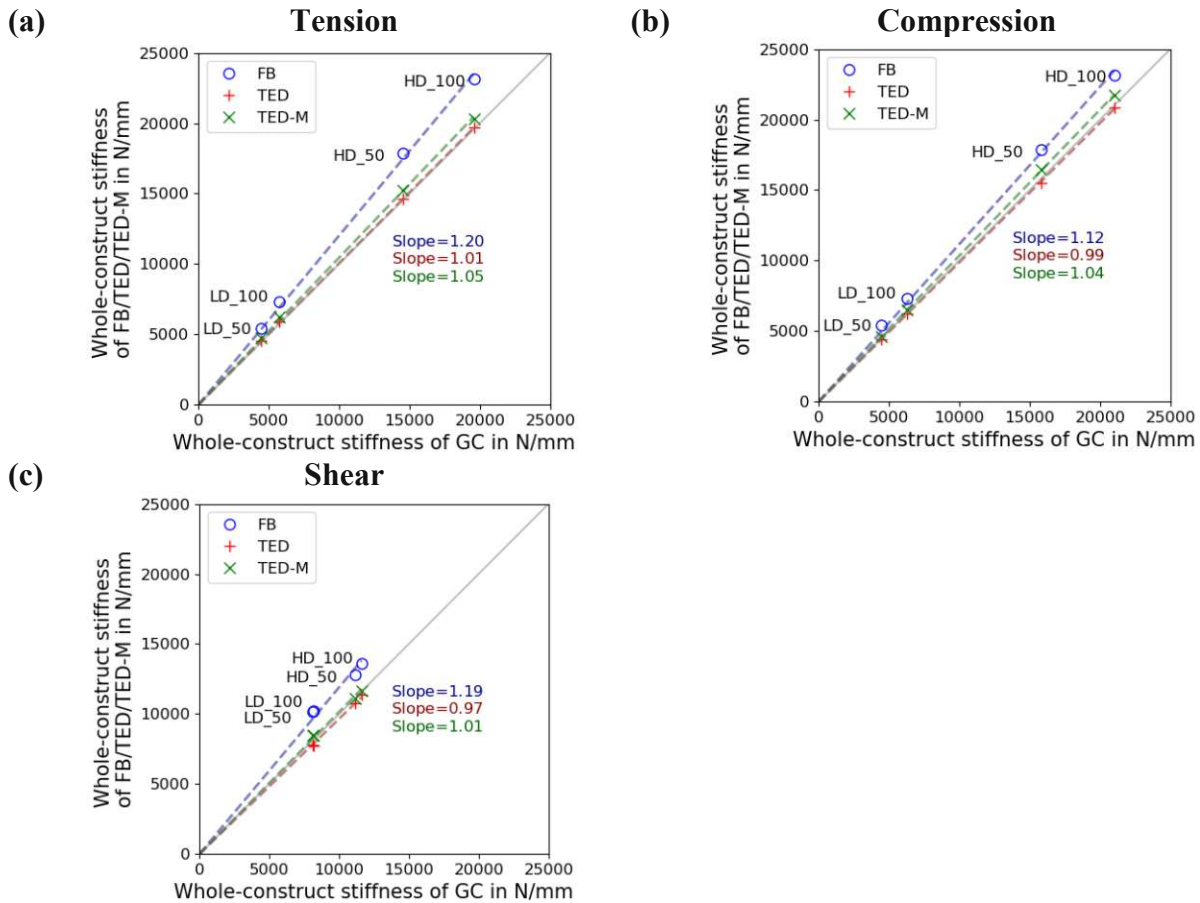 (a) Tension
25000
20000
15000
10000
5000
0
Whole-construct stiffness
of FB/TED/TED-M in N/mm
FB
TED
TED-M
HD_100
HD_50
Slope=1.20
Slope=1.01
Slope=1.05
LD_100
LD_50
0 5000 10000 15000 20000 25000
Whole-construct stiffness of GC in N/mm
(b) Compression
25000
20000
15000
10000
5000
0
Whole-construct stiffness
of FB/TED/TED-M in N/mm
FB
TED
TED-M
HD_100
HD_50
Slope=1.12
Slope=0.99
Slope=1.04
LD_100
LD_50
0 5000 10000 15000 20000 25000
Whole-construct stiffness of GC in N/mm
(c) Shear
25000
20000
15000
10000
5000
0
Whole-construct stiffness
of FB/TED/TED-M in N/mm
FB
TED
TED-M
HD_100
HD_50
LD_100
LD_50
Slope=1.19
Slope=0.97
Slope=1.01
0 5000 10000 15000 20000 25000
Whole-construct stiffness of GC in N/mm